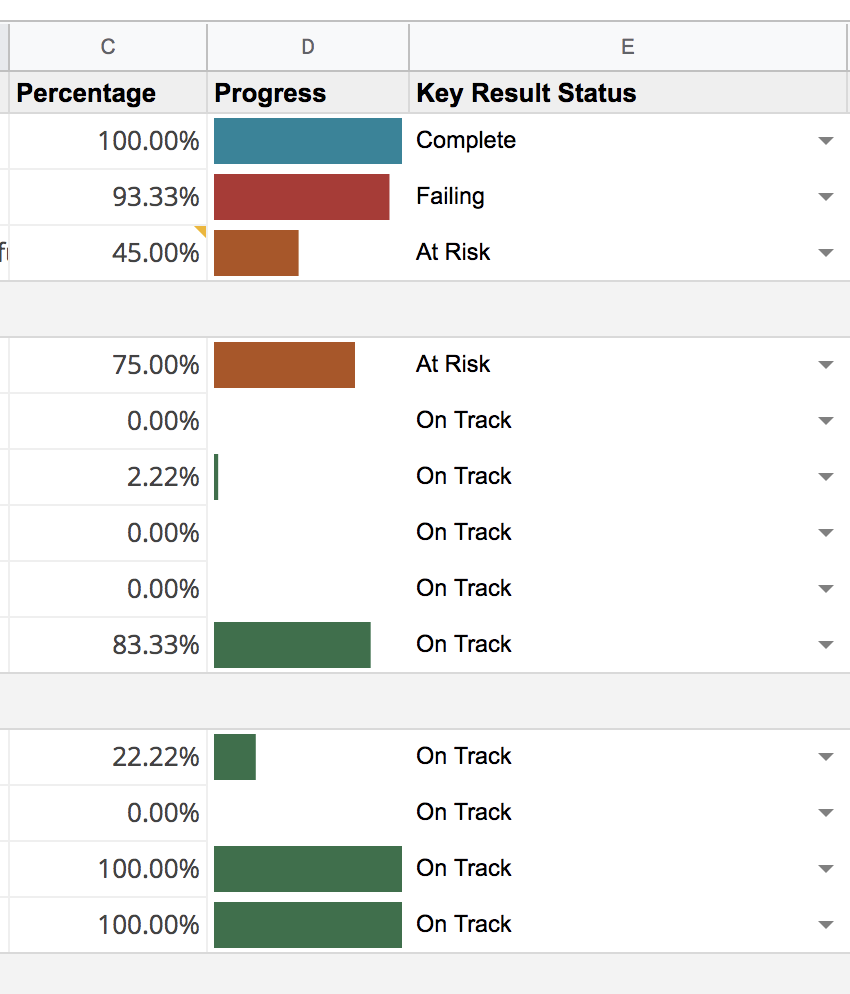 C D E
Percentage Progress Key Result Status
100.00% Complete
93.33% Failing
45.00% At Risk
75.00% At Risk
0.00% On Track
2.22% On Track
0.00% On Track
0.00% On Track
83.33% On Track
22.22% On Track
0.00% On Track
100.00% On Track
100.00% On Track